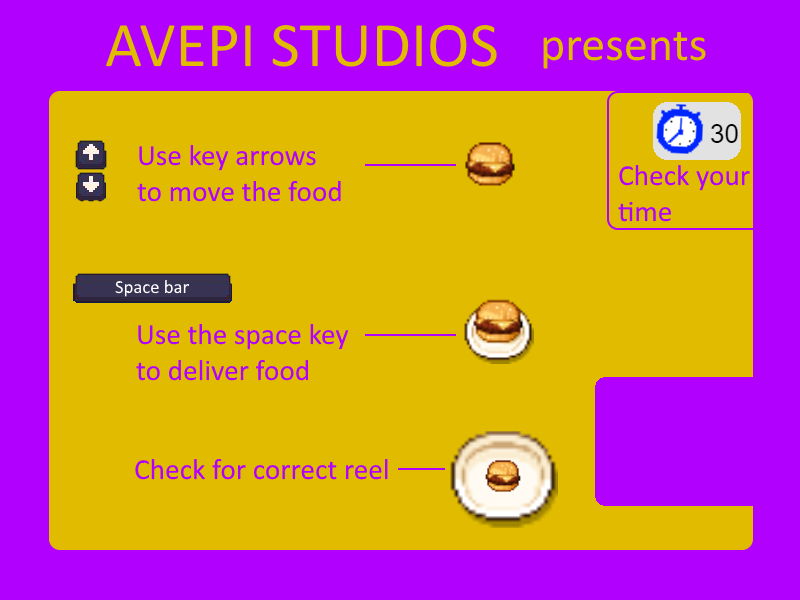 AVEPI STUDIOS presents
30
Check your
time
Use key arrows
to move the food
Space bar
Use the space key
to deliver food
Check for correct reel